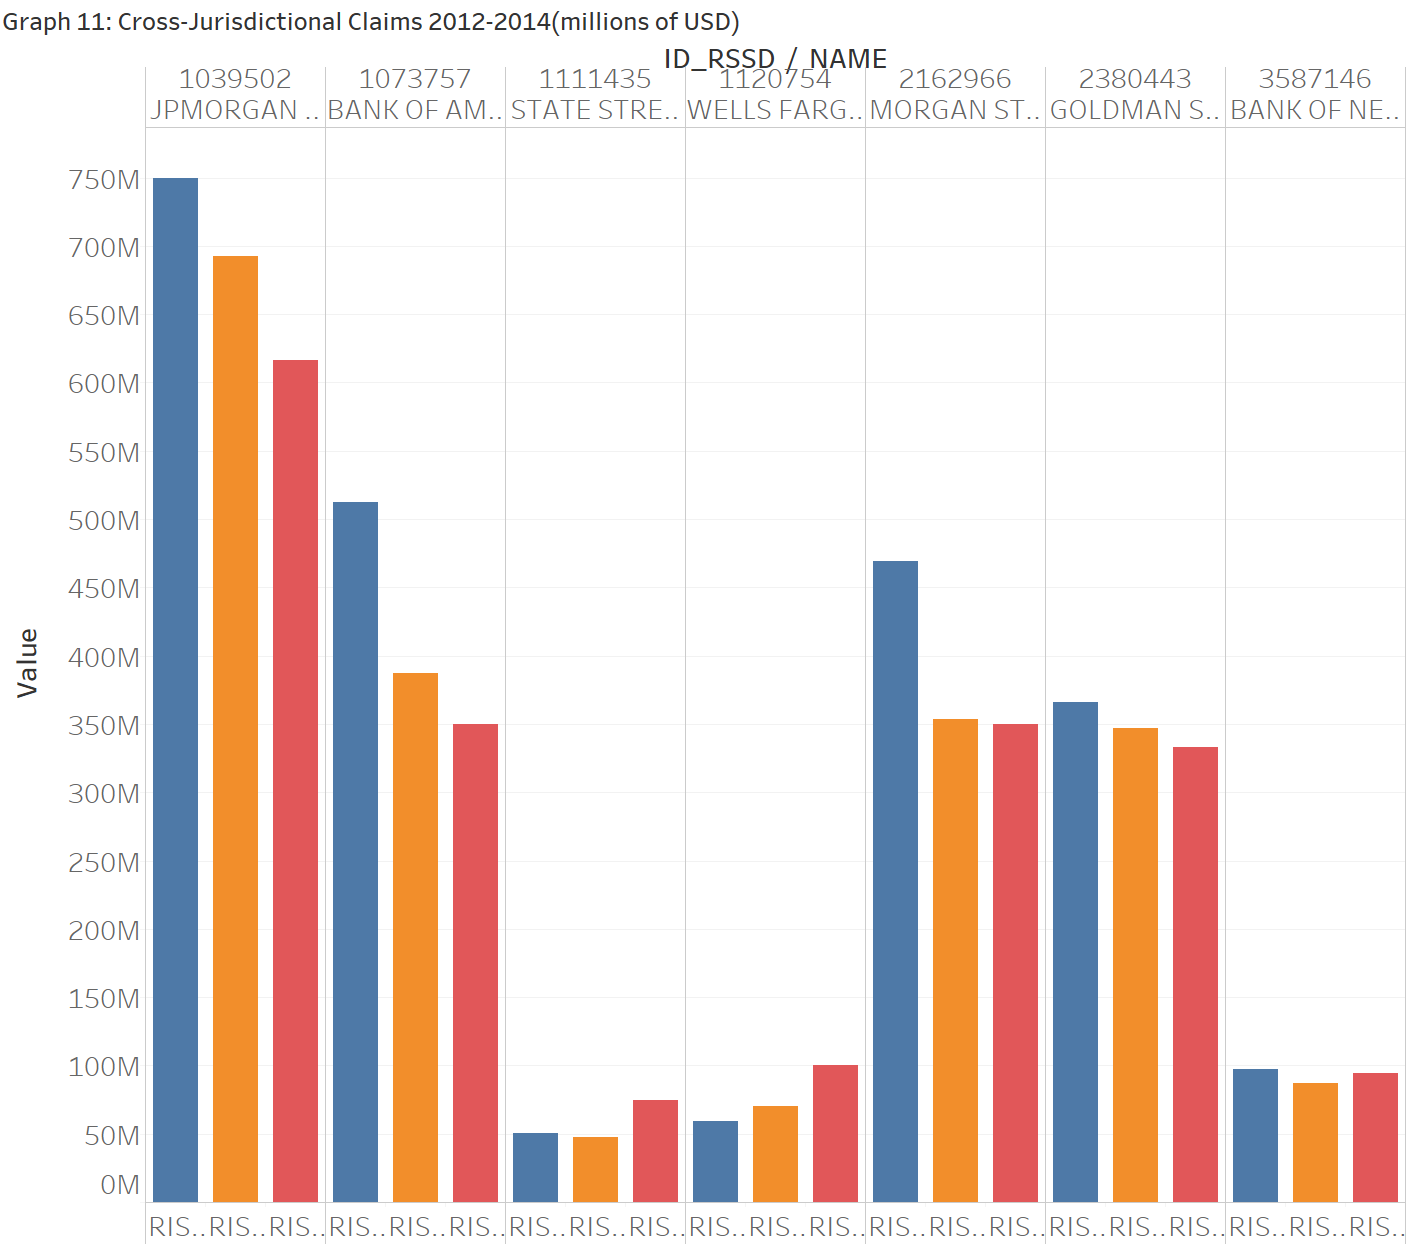 Graph 11: Cross-Jurisdictional Claims 2012-2014(millions of USD)
ID_RSSD / NAME
1039502 1073757 1111435 1120754 2162966 2380443 3587146
JPMORGAN .. BANK OF AM.. STATE STRE.. WELLS FARG.. MORGAN ST.. GOLDMAN S.. BANK OF NE..
750M
700M
650M
600M
550M
500M
450M
400M
350M
300M
250M
200M
150M
100M
50M
0M
Value
RIS.. RIS.. RIS.. RIS.. RIS.. RIS.. RIS.. RIS.. RIS.. RIS.. RIS.. RIS.. RIS.. RIS.. RIS.. RIS.. RIS.. RIS.. RIS.. RIS.. RIS..